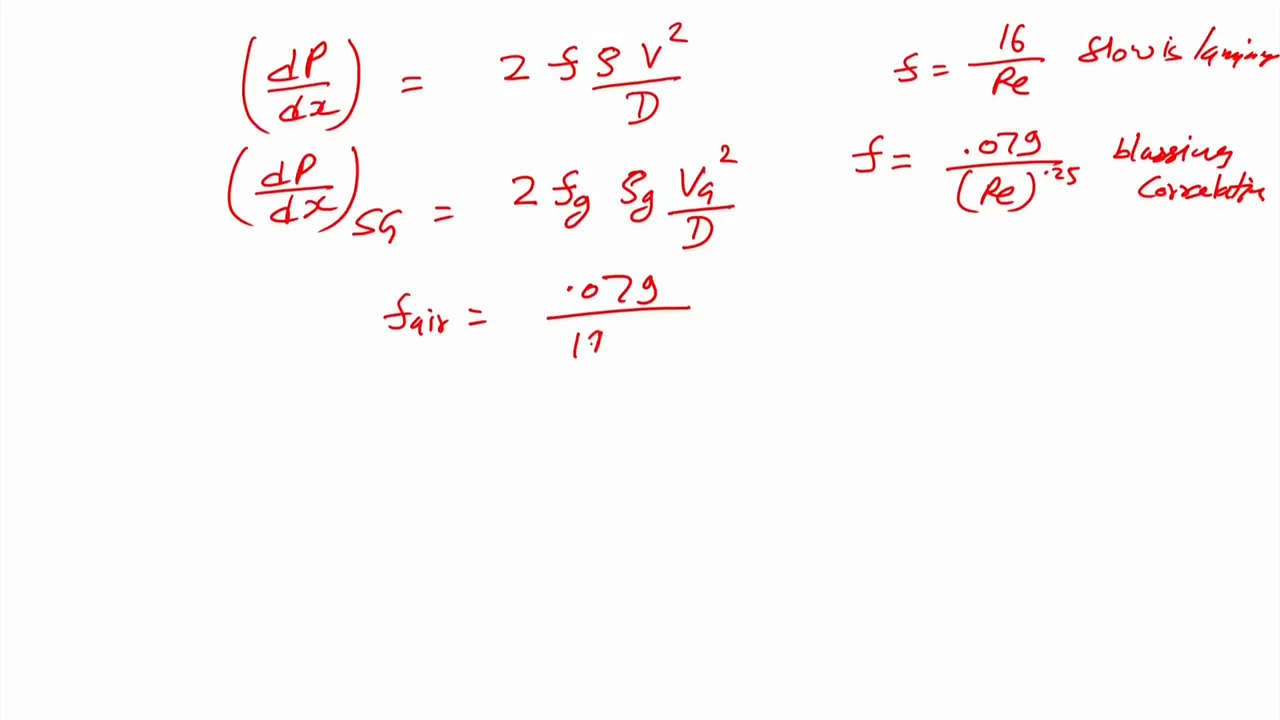 (dP/dx) = 2 f ρ V²/D
f = 16/Re flow is laminar
(dP/dx)SG = 2 fg ρg Vg²/D
f = .079/(Re)^.25 blassius Correlation
fair = .079/17